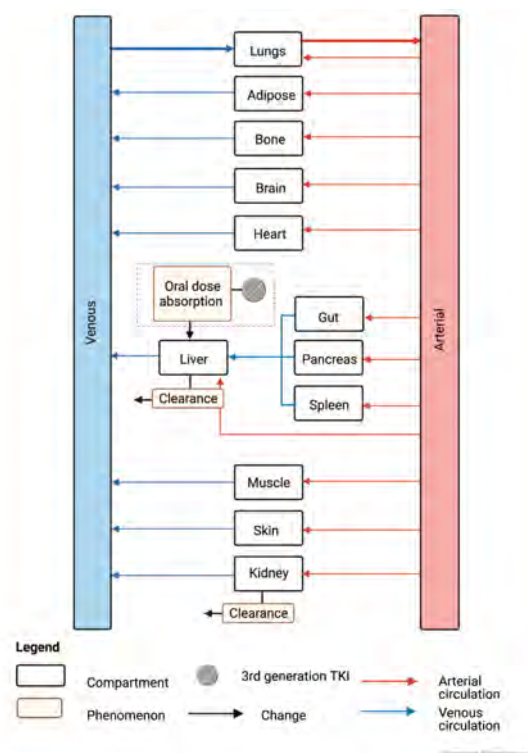 Lungs
Adipose
Bone
Brain
Heart
Oral dose
absorption
Venous
Arterial
Gut
Liver
Pancreas
Clearance
Spleen
Muscle
Skin
Kidney
Clearance
Legend
Compartment
3rd generation TKI
Arterial
circulation
Phenomenon
Change
Venous
circulation